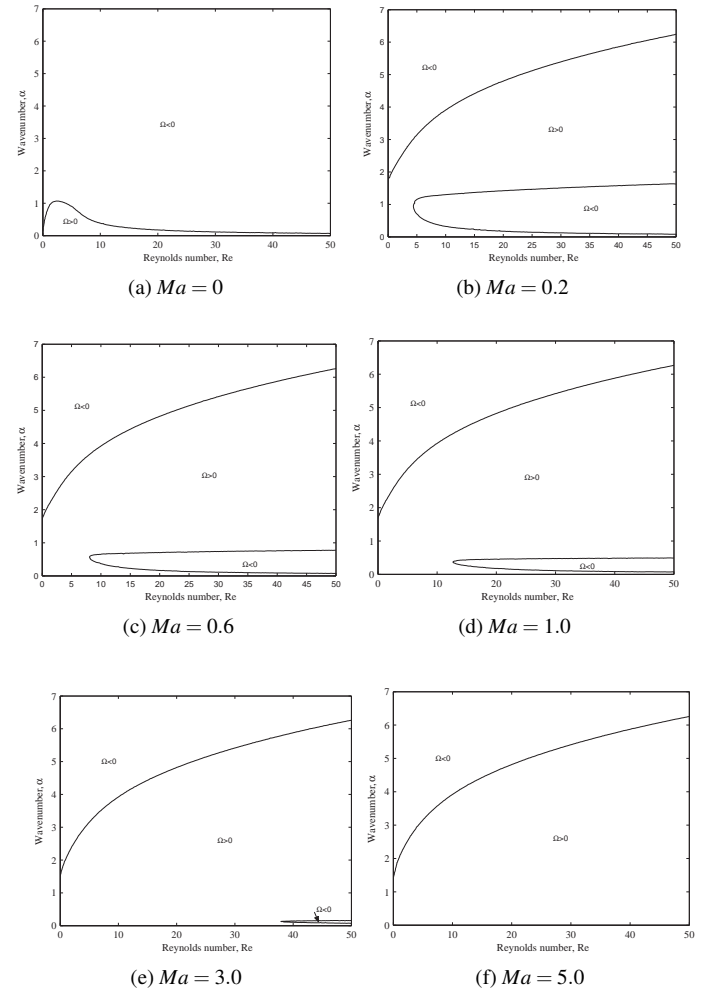 7
6
5
4
3
2
1
0
Wavenumber,α
Ω<0
Ω>0
0 10 20 30 40 50
Reynolds number, Re
(a) Ma = 0
7
6
5
4
3
2
1
0
Wavenumber,α
Ω<0
Ω>0
Ω<0
0 5 10 15 20 25 30 35 40 45 50
Reynolds number, Re
(b) Ma = 0.2
7
6
5
4
3
2
1
0
Wavenumber, α
Ω<0
Ω>0
Ω<0
0 5 10 15 20 25 30 35 40 45 50
Reynolds number, Re
(c) Ma = 0.6
7
6
5
4
3
2
1
0
Wavenumber, α
Ω<0
Ω>0
Ω<0
0 10 20 30 40 50
Reynolds number, Re
(d) Ma = 1.0
7
6
5
4
3
2
1
0
Wavenumber, α
Ω<0
Ω>0
Ω<0
0 10 20 30 40 50
Reynolds number, Re
(e) Ma = 3.0
7
6
5
4
3
2
1
0
Wavenumber, α
Ω<0
Ω>0
0 10 20 30 40 50
Reynolds number, Re
(f) Ma = 5.0